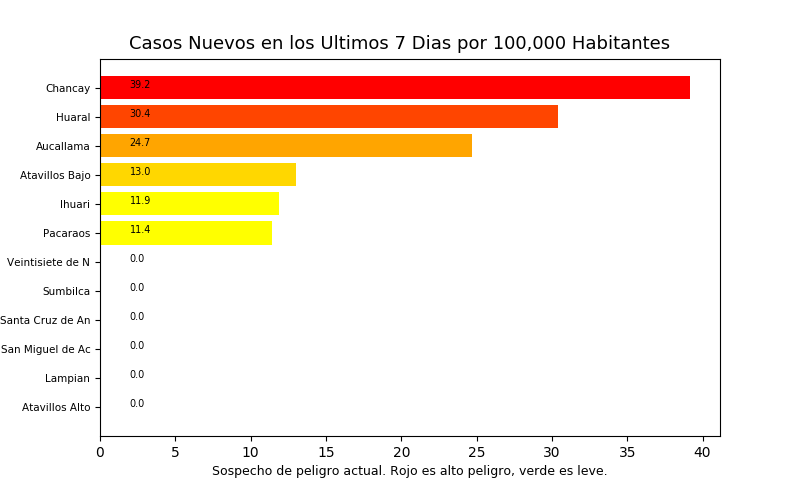 Casos Nuevos en los Ultimos 7 Dias por 100,000 Habitantes
Chancay 39.2
Huaral 30.4
Aucallama 24.7
Atavillos Bajo 13.0
Ihuari 11.9
Pacaraos 11.4
Veintisiete de N 0.0
Sumbilca 0.0
Santa Cruz de An 0.0
San Miguel de Ac 0.0
Lampian 0.0
Atavillos Alto 0.0
0 5 10 15 20 25 30 35 40
Sospecho de peligro actual. Rojo es alto peligro, verde es leve.